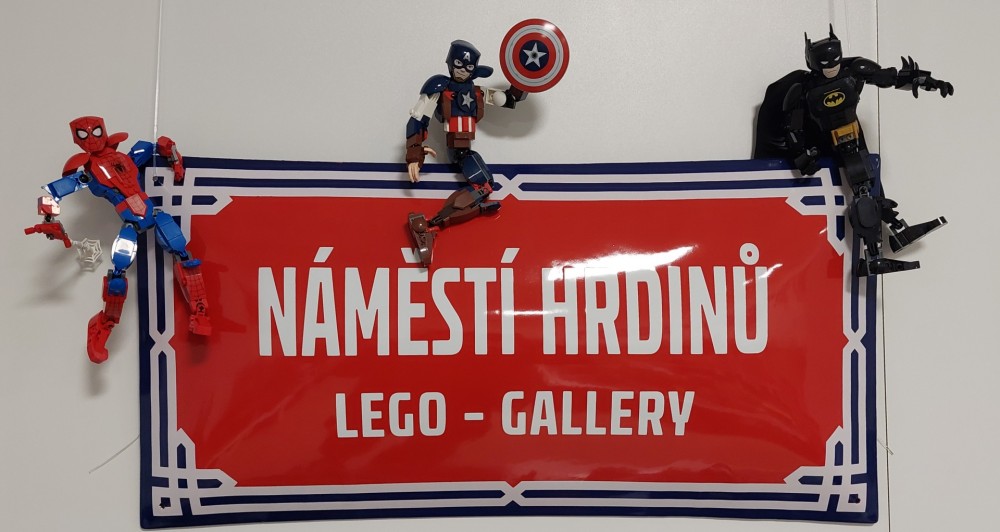 NÁMĚSTÍ HRDINŮ
LEGO - GALLERY